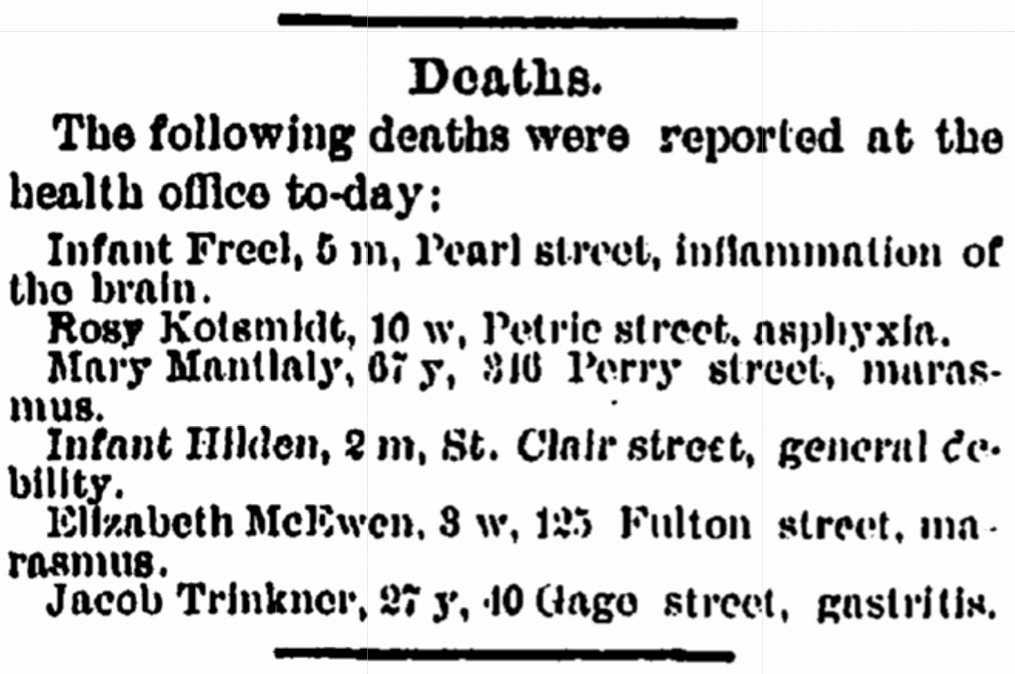 Deaths.
The following deaths were reported at the
health office to-day:
Infant Freel, 5 m, Pearl street, inflammation of
the brain.
Rosy Kotsmidt, 10 w, Petrie street, asphyxia.
Mary Mantlaly, 67 y, 346 Perry street, maras-
mus.
Infant Hilden, 2 m, St. Clair street, general de-
bility.
Elizabeth McEwen, 3 w, 125 Fulton street, ma-
rasmus.
Jacob Trinkner, 27 y, 40 Gage street, gastritis.